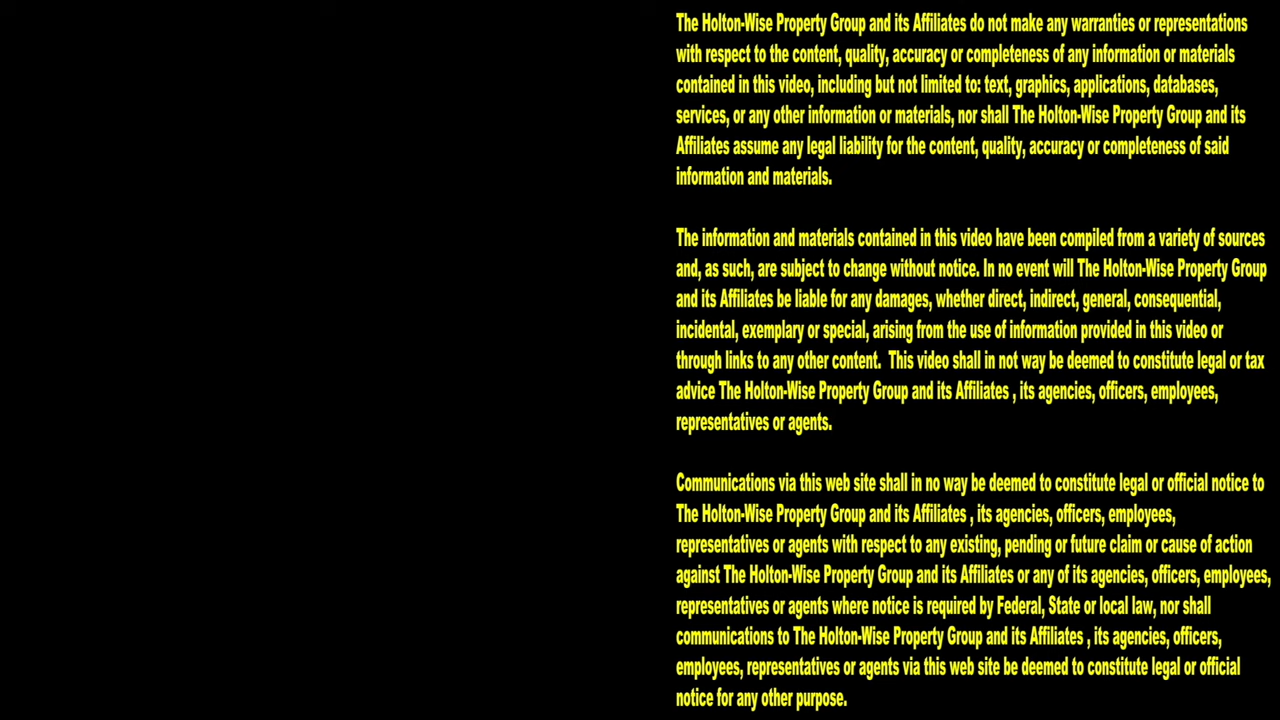 The Holton-Wise Property Group and its Affiliates do not make any warranties or representations
with respect to the content, quality, accuracy or completeness of any information or materials
contained in this video, including but not limited to: text, graphics, applications, databases,
services, or any other information or materials, nor shall The Holton-Wise Property Group and its
Affiliates assume any legal liability for the content, quality, accuracy or completeness of said
information and materials.
The information and materials contained in this video have been compiled from a variety of sources
and, as such, are subject to change without notice. In no event will The Holton-Wise Property Group
and its Affiliates be liable for any damages, whether direct, indirect, general, consequential,
incidental, exemplary or special, arising from the use of information provided in this video or
through links to any other content.  This video shall in not way be deemed to constitute legal or tax
advice The Holton-Wise Property Group and its Affiliates , its agencies, officers, employees,
representatives or agents.
Communications via this web site shall in no way be deemed to constitute legal or official notice to
The Holton-Wise Property Group and its Affiliates , its agencies, officers, employees,
representatives or agents with respect to any existing, pending or future claim or cause of action
against The Holton-Wise Property Group and its Affiliates or any of its agencies, officers, employees,
representatives or agents where notice is required by Federal, State or local law, nor shall
communications to The Holton-Wise Property Group and its Affiliates , its agencies, officers,
employees, representatives or agents via this web site be deemed to constitute legal or official
notice for any other purpose.